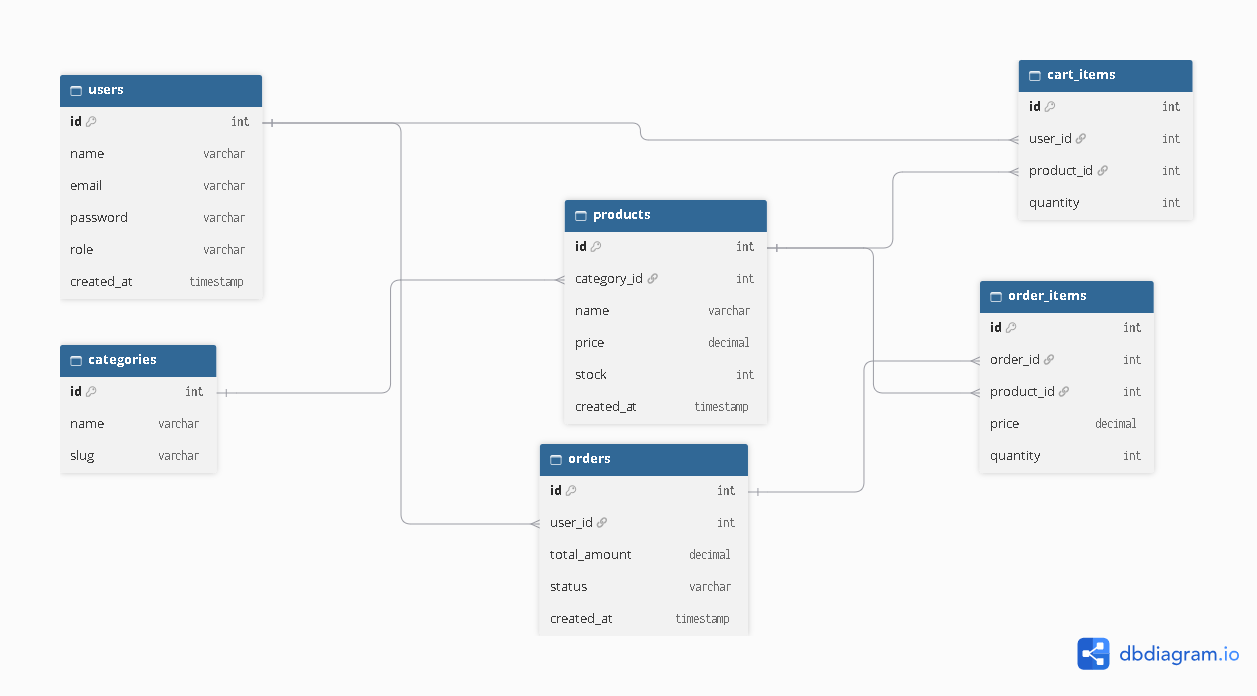 users
id int
name varchar
email varchar
password varchar
role varchar
created_at timestamp
categories
id int
name varchar
slug varchar
products
id int
category_id int
name varchar
price decimal
stock int
created_at timestamp
orders
id int
user_id int
total_amount decimal
status varchar
created_at timestamp
cart_items
id int
user_id int
product_id int
quantity int
order_items
id int
order_id int
product_id int
price decimal
quantity int
dbdiagram.io